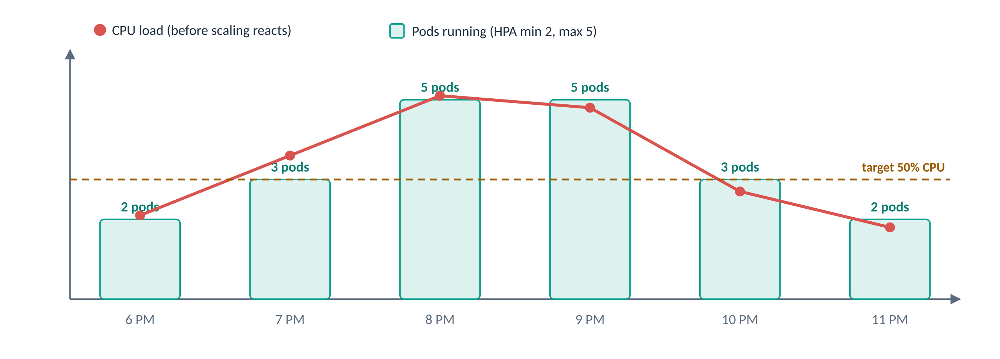 CPU load (before scaling reacts)
Pods running (HPA min 2, max 5)
5 pods
5 pods
3 pods
3 pods
target 50% CPU
2 pods
2 pods
6 PM
7 PM
8 PM
9 PM
10 PM
11 PM